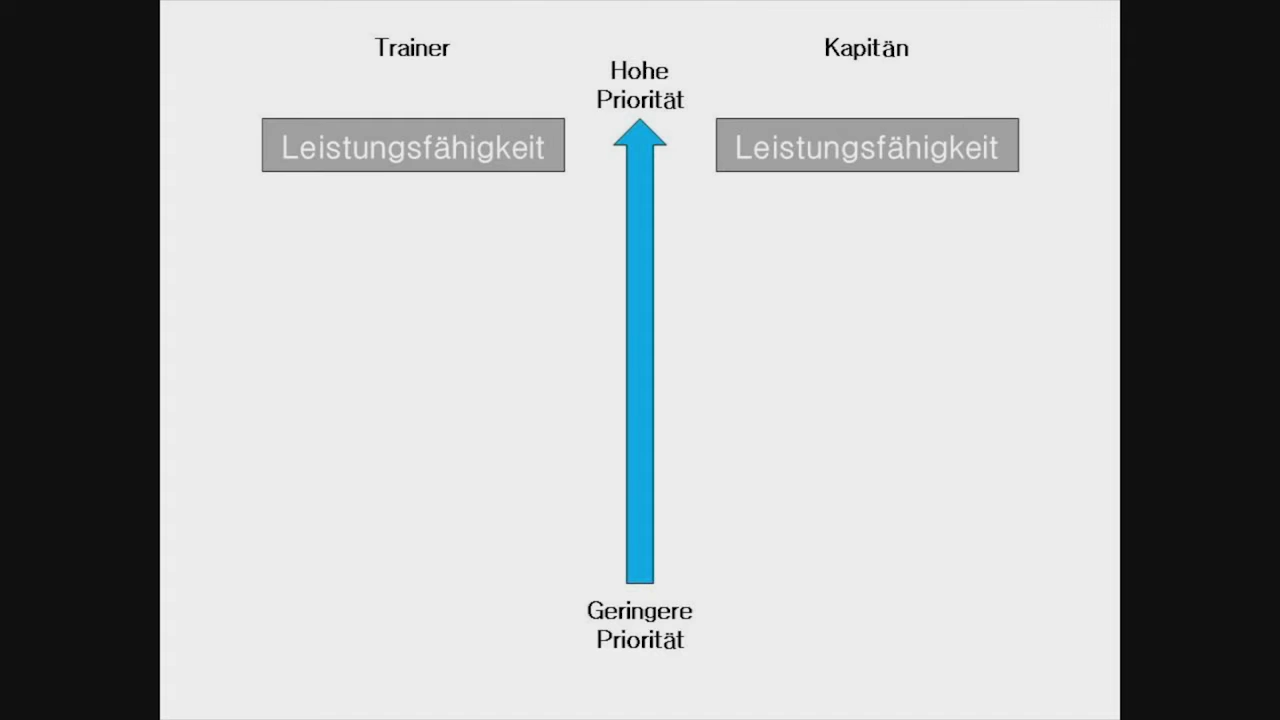 Trainer
Kapitän
Hohe
Priorität
Leistungsfähigkeit
Leistungsfähigkeit
Geringere
Priorität